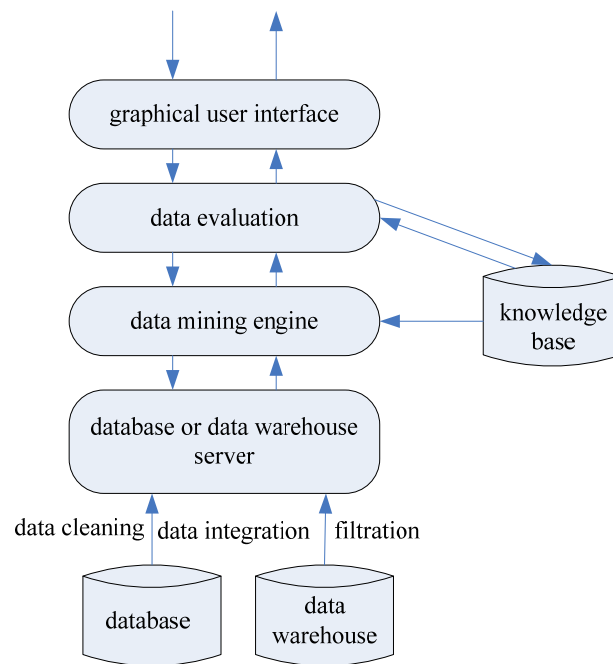 graphical user interface
data evaluation
data mining engine
knowledge
base
database or data warehouse
server
data cleaning
data integration
filtration
database
data
warehouse